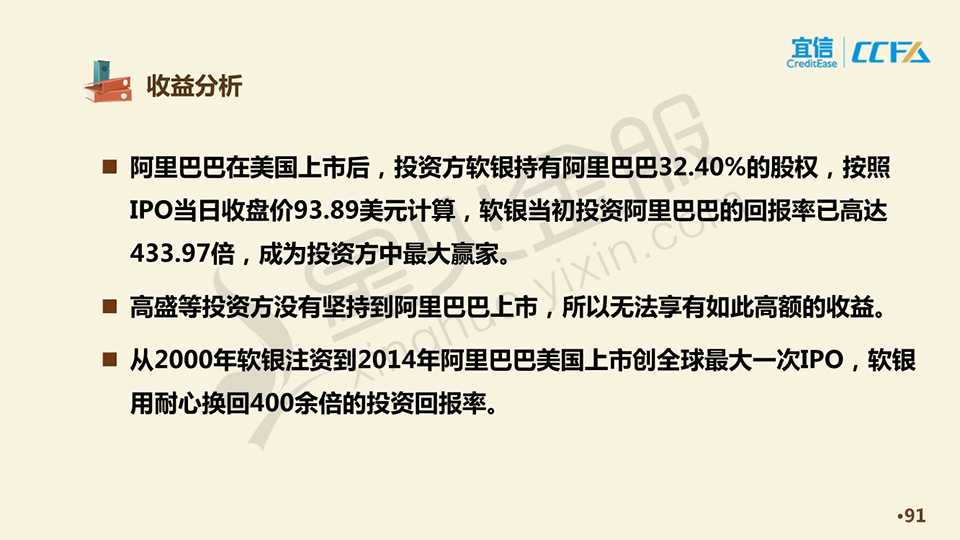 宜信
CreditEase
CCFA
收益分析
■ 阿里巴巴在美国上市后，投资方软银持有阿里巴巴32.40%的股权，按照
IPO当日收盘价93.89美元计算，软银当初投资阿里巴巴的回报率已高达
433.97倍，成为投资方中最大赢家。
■ 高盛等投资方没有坚持到阿里巴巴上市，所以无法享有如此高额的收益。
■ 从2000年软银注资到2014年阿里巴巴美国上市创全球最大一次IPO，软银
用耐心换回400余倍的投资回报率。
星火金服
xinghuo.yixin.com
•91